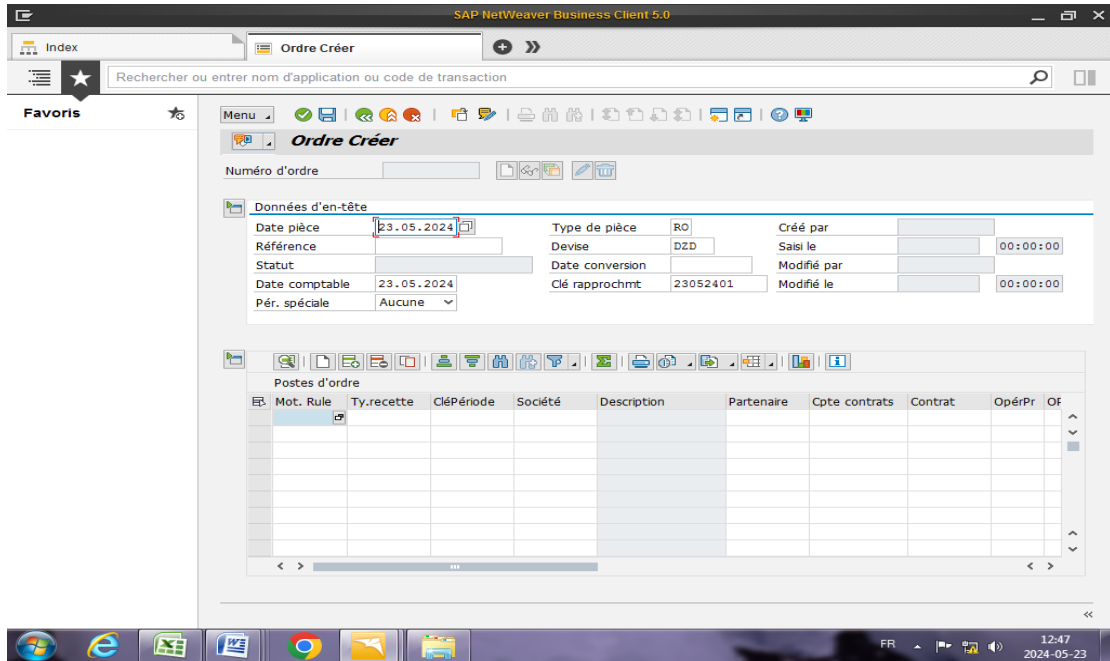 SAP NetWeaver Business Client 5.0
Index
Ordre Créer
Rechercher ou entrer nom d'application ou code de transaction
Favoris
Menu
Ordre Créer
Numéro d'ordre
Données d'en-tête
Date pièce 23.05.2024 Type de pièce RO Créé par
Référence Devise DZD Saisi le 00:00:00
Statut Date conversion Modifié par
Date comptable 23.05.2024 Clé rapprochmt 23052401 Modifié le 00:00:00
Pér. spéciale Aucune
Postes d'ordre
Mot. Rule Ty.recette CléPériode Société Description Partenaire Cpte contrats Contrat OpérPr
FR 12:47
2024-05-23